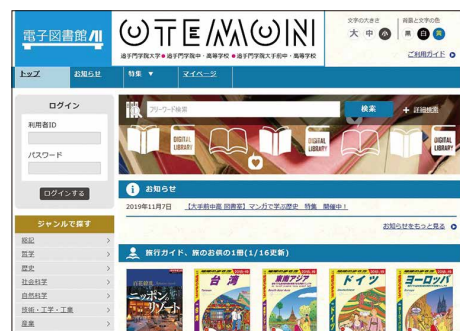 電子図書館 OTEMON
追手門学院大学●追手門学院中・高等学校●追手門学院大手前中・高等学校
文字の大きさ
大 中 小
背景と文字の色
黒 白 黄
ご利用ガイド
トップ お知らせ 特集 ▼ マイページ
ログイン
利用者ID
パスワード
ログインする
フリーワード検索
検索
+ 詳細検索
DIGITAL LIBRARY
DIGITAL LIBRARY
DIGITAL LIBRARY
お知らせ
2019年11月7日 【大手前中高 図書室】マンガで学ぶ歴史 特集 開催中！
お知らせをもっと見る
ジャンルで探す
総記
哲学
歴史
社会科学
自然科学
技術・工学・工業
産業
旅行ガイド、旅のお供の1冊(1/16更新)
ニッポンリゾート
台湾
東南アジア
ドイツ
ヨーロッパ